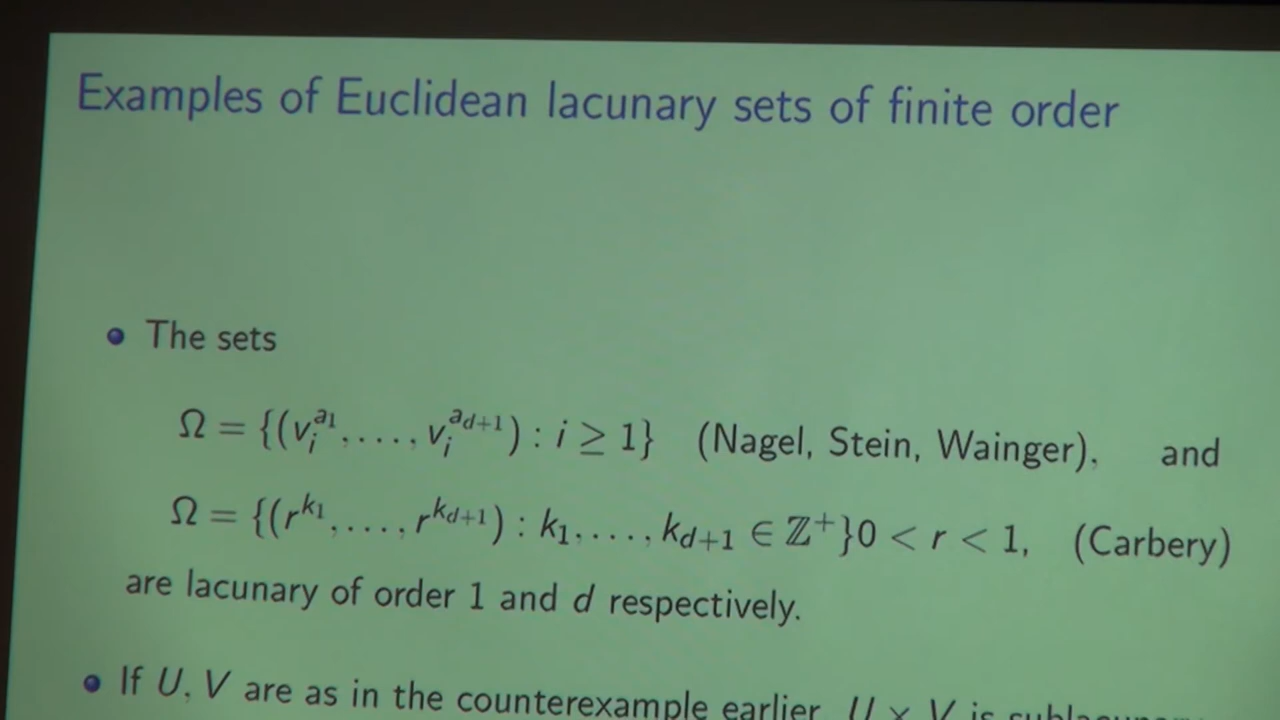 Examples of Euclidean lacunary sets of finite order
The sets
Ω = {(v_i^{a_1}, . . . , v_i^{a_{d+1}}) : i ≥ 1} (Nagel, Stein, Wainger), and
Ω = {(r^{k_1}, . . . , r^{k_{d+1}}) : k_1, . . . , k_{d+1} ∈ ℤ^+}0 < r < 1, (Carbery)
are lacunary of order 1 and d respectively.
If U, V are as in the counterexample earlier, U × V is